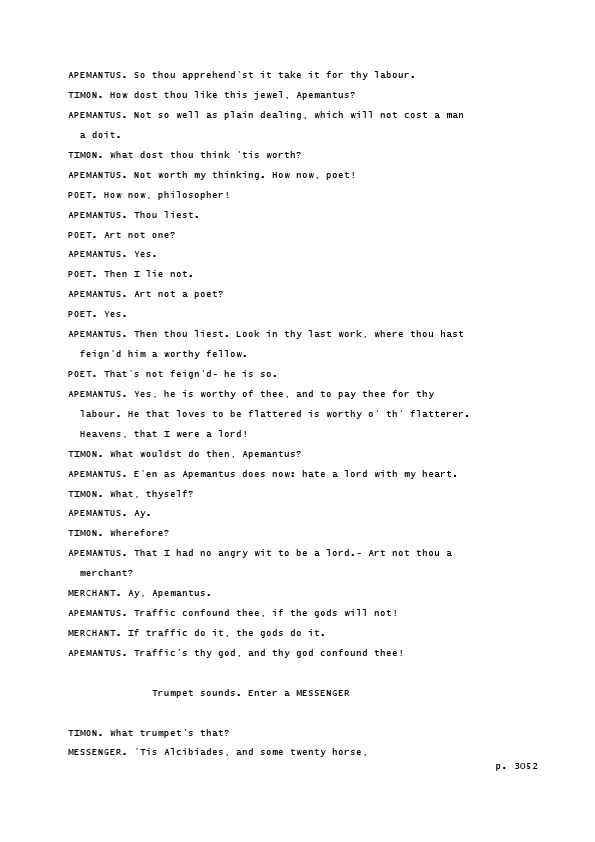 APEMANTUS. So thou apprehend'st it take it for thy labour.
TIMON. How dost thou like this jewel, Apemantus?
APEMANTUS. Not so well as plain dealing, which will not cost a man
a doit.
TIMON. What dost thou think 'tis worth?
APEMANTUS. Not worth my thinking. How now, poet!
POET. How now, philosopher!
APEMANTUS. Thou liest.
POET. Art not one?
APEMANTUS. Yes.
POET. Then I lie not.
APEMANTUS. Art not a poet?
POET. Yes.
APEMANTUS. Then thou liest. Look in thy last work, where thou hast
feign'd him a worthy fellow.
POET. That's not feign'd- he is so.
APEMANTUS. Yes, he is worthy of thee, and to pay thee for thy
labour. He that loves to be flattered is worthy o' th' flatterer.
Heavens, that I were a lord!
TIMON. What wouldst do then, Apemantus?
APEMANTUS. E'en as Apemantus does now: hate a lord with my heart.
TIMON. What, thyself?
APEMANTUS. Ay.
TIMON. Wherefore?
APEMANTUS. That I had no angry wit to be a lord.- Art not thou a
merchant?
MERCHANT. Ay, Apemantus.
APEMANTUS. Traffic confound thee, if the gods will not!
MERCHANT. If traffic do it, the gods do it.
APEMANTUS. Traffic's thy god, and thy god confound thee!
Trumpet sounds. Enter a MESSENGER
TIMON. What trumpet's that?
MESSENGER. 'Tis Alcibiades, and some twenty horse,
p. 3052